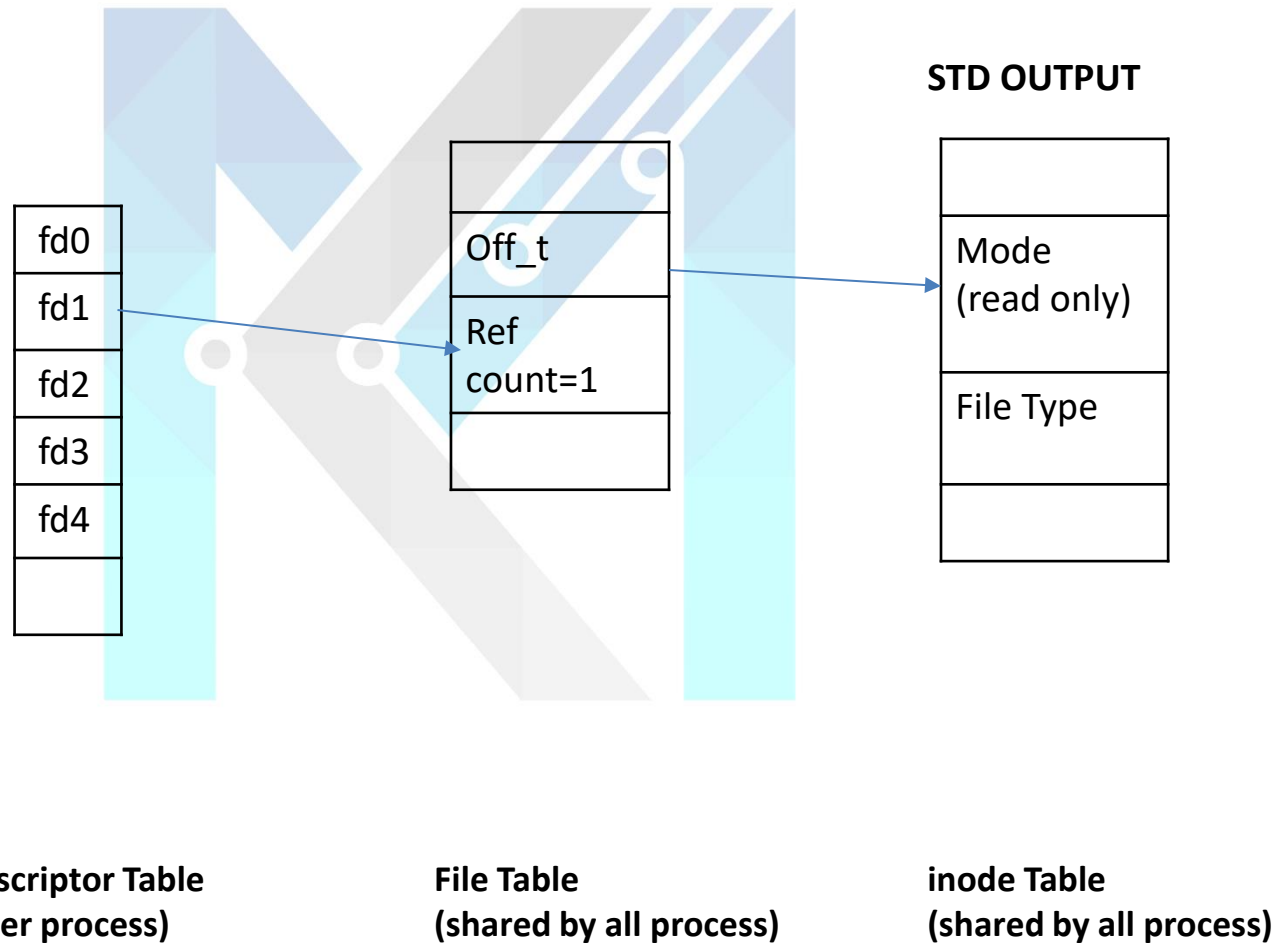 STD OUTPUT
fd0
fd1
fd2
fd3
fd4
Off_t
Ref
count=1
Mode
(read only)
File Type
scriptor Table
er process)
File Table
(shared by all process)
inode Table
(shared by all process)